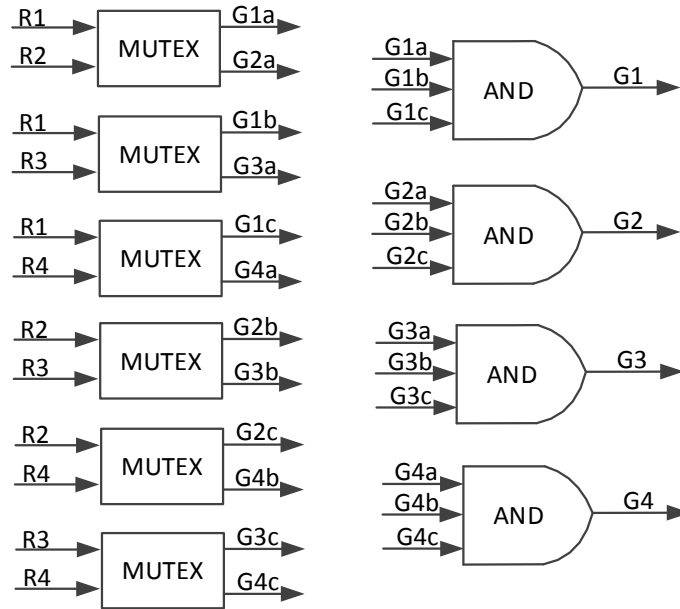 R1
R2
MUTEX
G1a
G2a
R1
R3
MUTEX
G1b
G3a
R1
R4
MUTEX
G1c
G4a
R2
R3
MUTEX
G2b
G3b
R2
R4
MUTEX
G2c
G4b
R3
R4
MUTEX
G3c
G4c
G1a
G1b
G1c
AND
G1
G2a
G2b
G2c
AND
G2
G3a
G3b
G3c
AND
G3
G4a
G4b
G4c
AND
G4